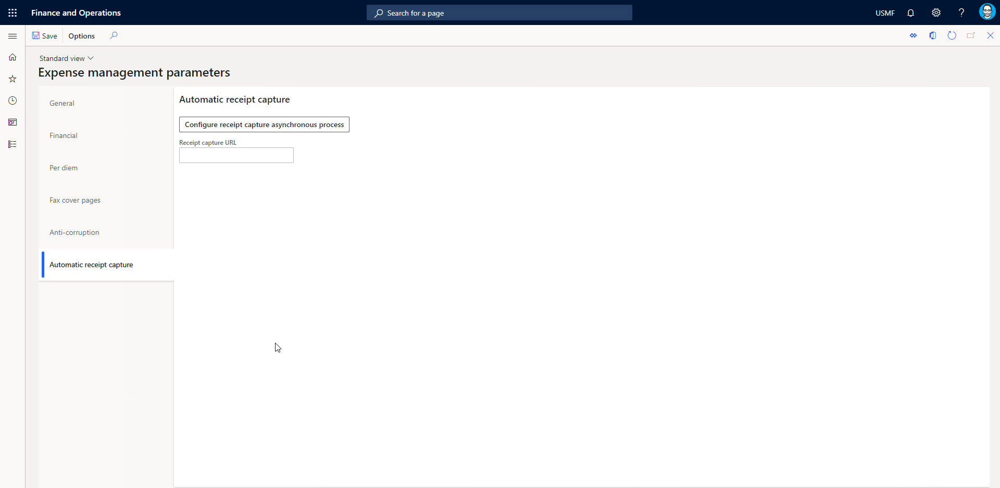 Finance and Operations
Search for a page
USMF
Save
Options
Standard view
Expense management parameters
General
Financial
Per diem
Fax cover pages
Anti-corruption
Automatic receipt capture
Automatic receipt capture
Configure receipt capture asynchronous process
Receipt capture URL